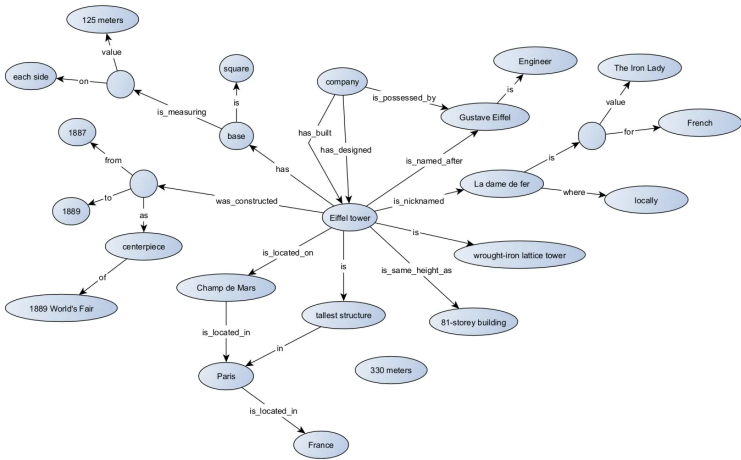 125 meters
value
each side
on
is_measuring
square
is
base
company
is_possessed_by
Engineer
is
Gustave Eiffel
The Iron Lady
value
for
French
has_built
has_designed
is_named_after
has
1887
from
to
1889
as
was_constructed
is
La dame de fer
where
locally
is_nicknamed
Eiffel tower
centerpiece
of
1889 World's Fair
is_located_on
Champ de Mars
is
is
wrought-iron lattice tower
is_same_height_as
81-storey building
tallest structure
is_located_in
in
Paris
330 meters
is_located_in
France